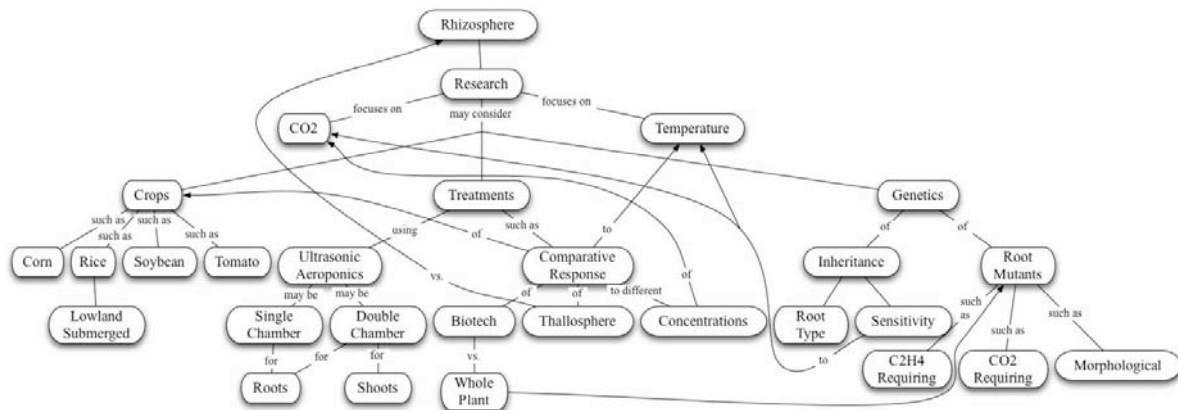 Rhizosphere
Research
focuses on
focuses on
may consider
CO2
Temperature
Crops
Treatments
Genetics
such as
such as
such as
such as
using
such as
of
to
of
of
Corn
Rice
Soybean
Tomato
Ultrasonic
Aeroponics
Comparative
Response
Inheritance
Root
Mutants
vs.
of
may be
may be
of
of
to different
Lowland
Submerged
Single
Chamber
Double
Chamber
Biotech
Thallosphere
Concentrations
Root
Type
Sensitivity
such
as
such as
such as
for
for
for
vs.
to
Roots
Shoots
Whole
Plant
C2H4
Requiring
CO2
Requiring
Morphological